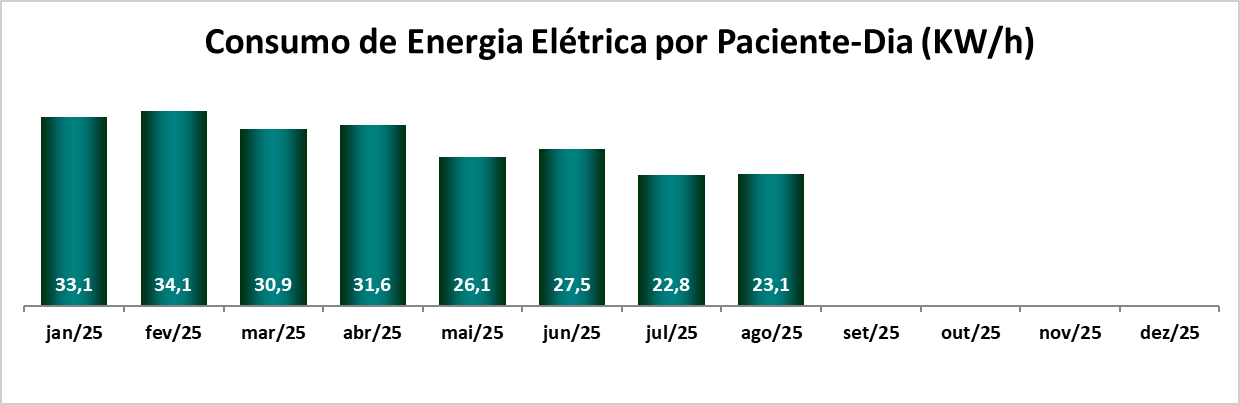 Consumo de Energia Elétrica por Paciente-Dia (KW/h)
33,1 34,1 30,9 31,6 26,1 27,5 22,8 23,1
jan/25 fev/25 mar/25 abr/25 mai/25 jun/25 jul/25 ago/25 set/25 out/25 nov/25 dez/25